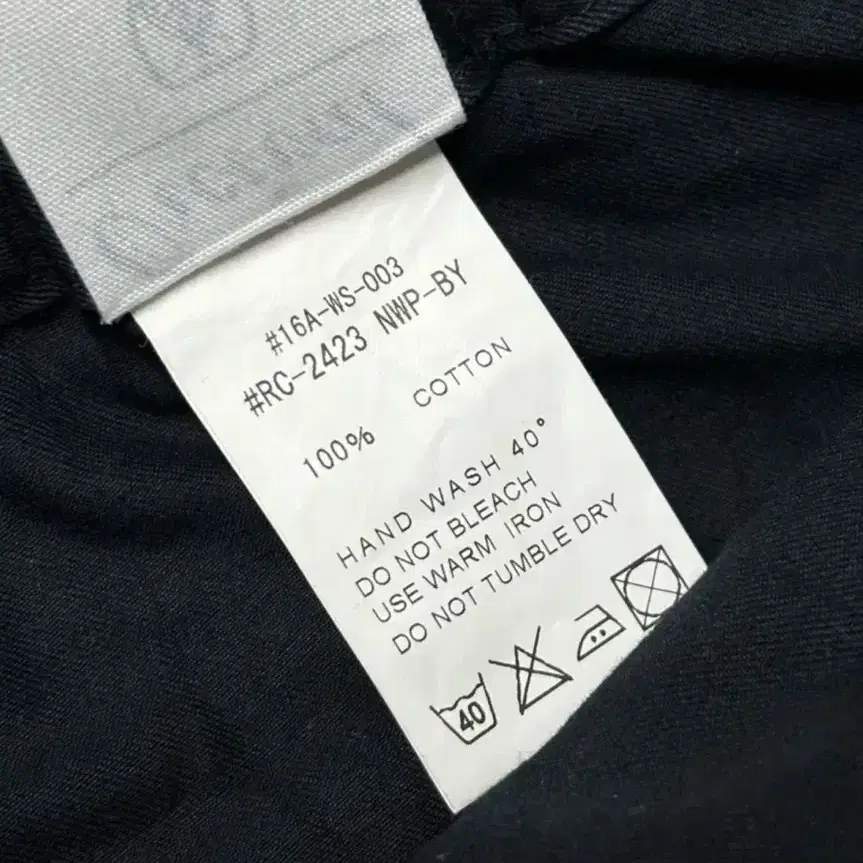 #16A-WS-003
#RC-2423 NWP-BY
100% COTTON
HAND WASH 40°
DO NOT BLEACH
USE WARM IRON
DO NOT TUMBLE DRY
40